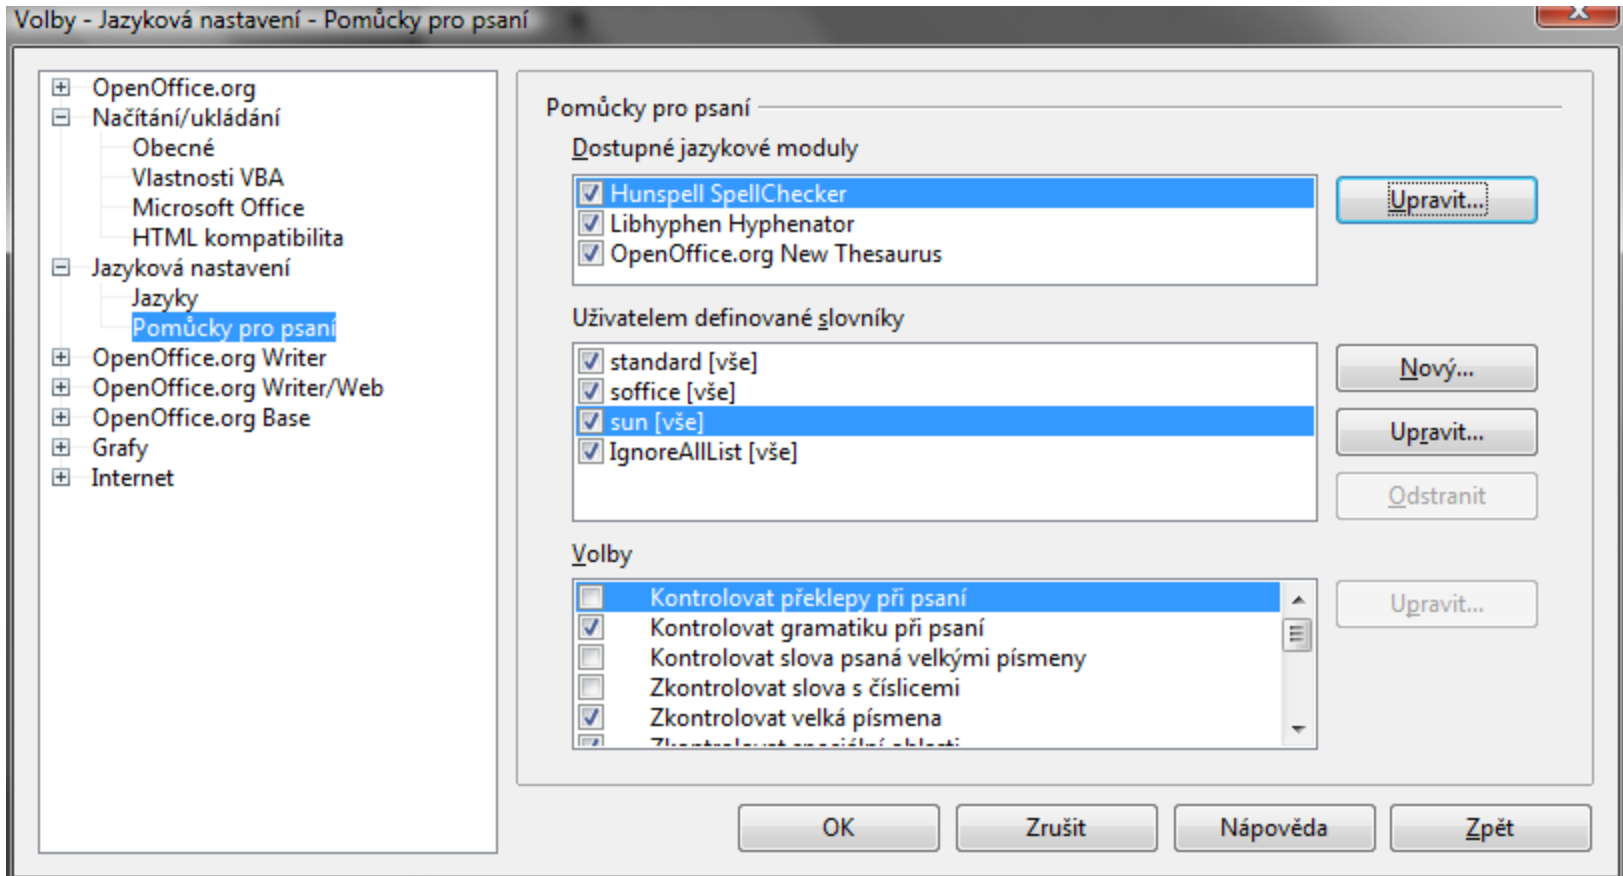 Volby - Jazyková nastavení - Pomůcky pro psaní
OpenOffice.org
Načítání/ukládání
Obecné
Vlastnosti VBA
Microsoft Office
HTML kompatibilita
Jazyková nastavení
Jazyky
Pomůcky pro psaní
OpenOffice.org Writer
OpenOffice.org Writer/Web
OpenOffice.org Base
Grafy
Internet
Pomůcky pro psaní
Dostupné jazykové moduly
Hunspell SpellChecker
Libhyphen Hyphenator
OpenOffice.org New Thesaurus
Upravit...
Uživatelem definované slovníky
standard [vše]
soffice [vše]
sun [vše]
IgnoreAllList [vše]
Nový...
Upravit...
Odstranit
Volby
Kontrolovat překlepy při psaní
Kontrolovat gramatiku při psaní
Kontrolovat slova psaná velkými písmeny
Zkontrolovat slova s číslicemi
Zkontrolovat velká písmena
Zkontrolovat speciální oblasti
Upravit...
OK
Zrušit
Nápověda
Zpět